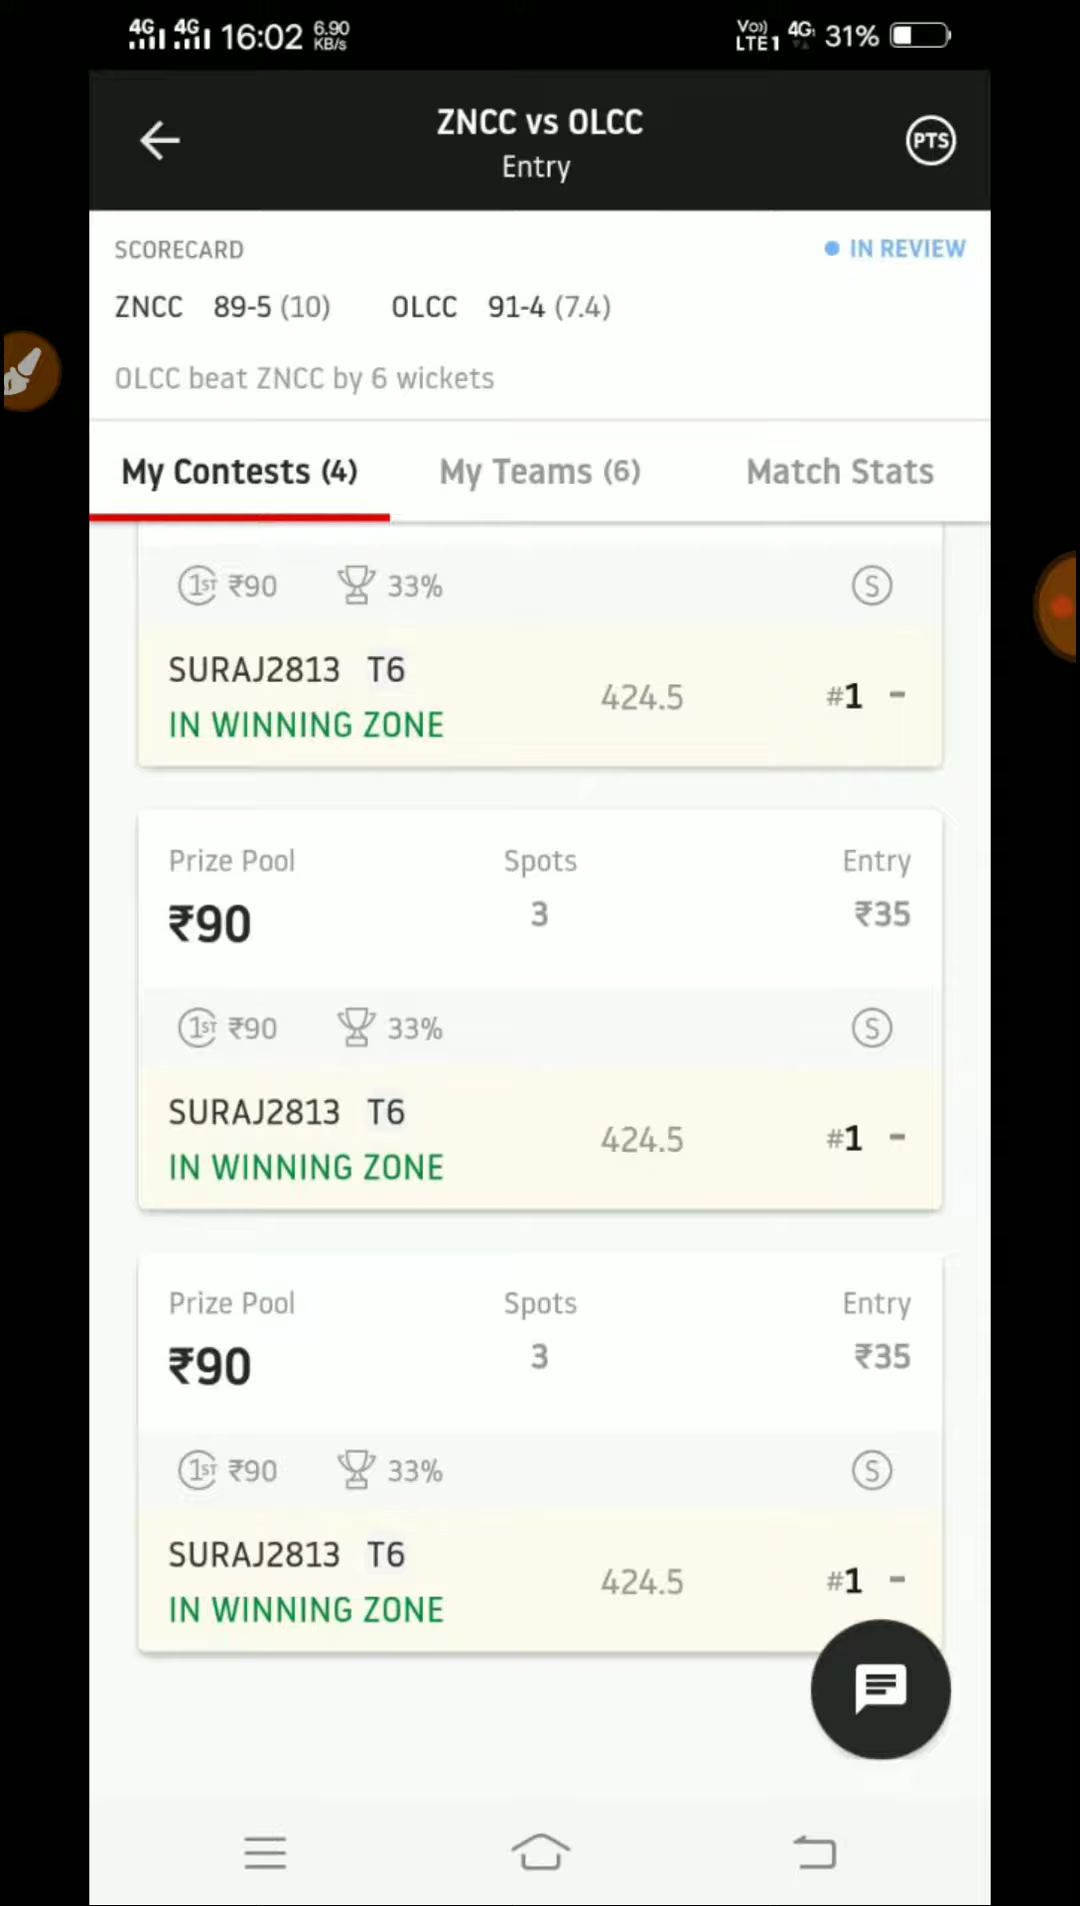 4G 4G 16:02 6.90 KB/s Vo)) LTE 1 4G 31%
ZNCC vs OLCC
Entry
PTS
SCORECARD IN REVIEW
ZNCC 89-5 (10) OLCC 91-4 (7.4)
OLCC beat ZNCC by 6 wickets
My Contests (4) My Teams (6) Match Stats
1ST ₹90 33% S
SURAJ2813 T6
424.5 #1 -
IN WINNING ZONE
Prize Pool Spots Entry
₹90 3 ₹35
1ST ₹90 33% S
SURAJ2813 T6
424.5 #1 -
IN WINNING ZONE
Prize Pool Spots Entry
₹90 3 ₹35
1ST ₹90 33% S
SURAJ2813 T6
424.5 #1 -
IN WINNING ZONE